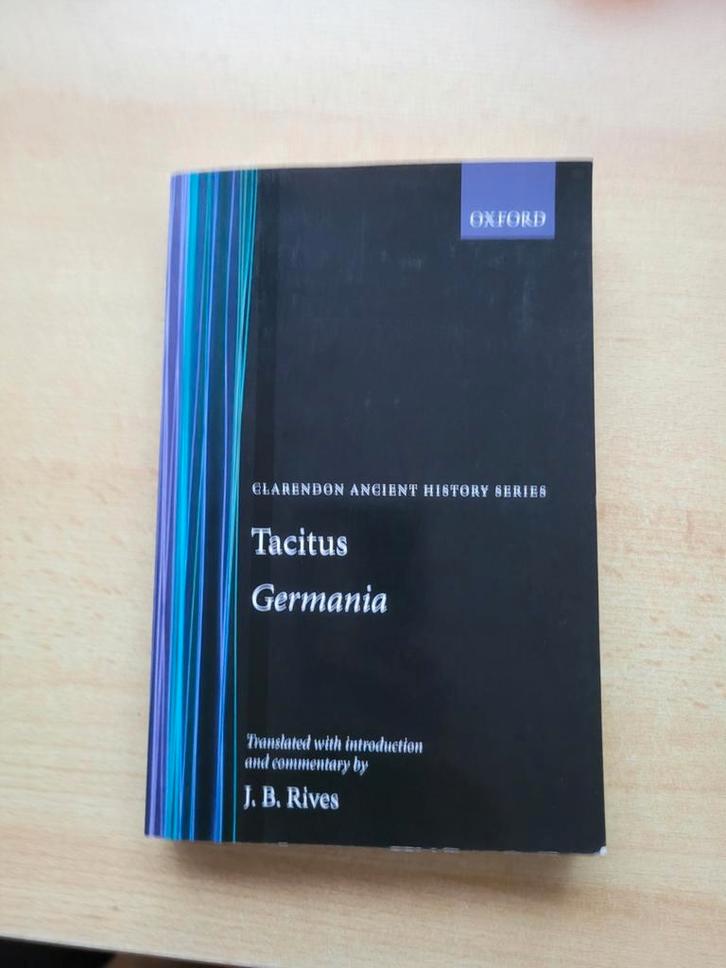 OXFORD
CLARENDON ANCIENT HISTORY SERIES
Tacitus
Germania
Translated with introduction
and commentary by
J. B. Rives